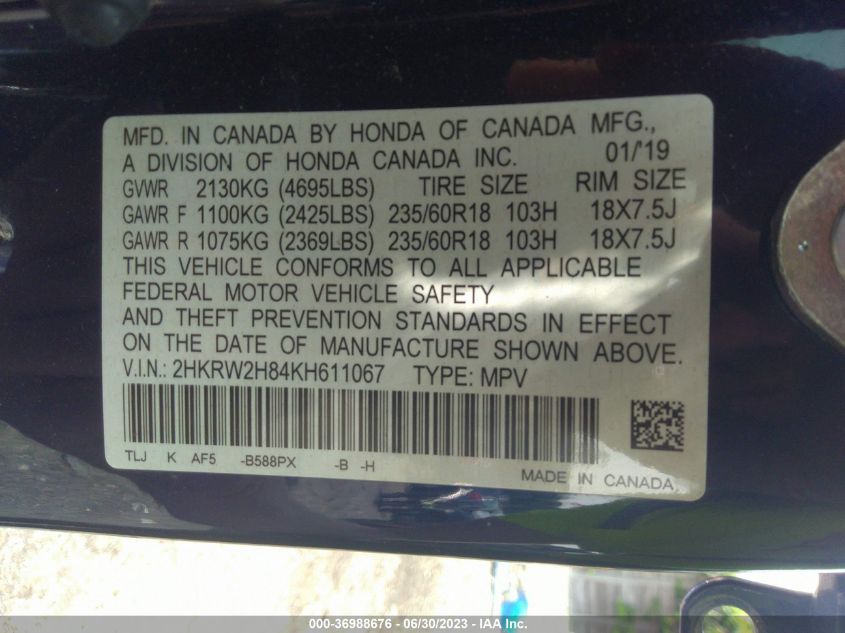 MFD. IN CANADA BY HONDA OF CANADA MFG.,
A DIVISION OF HONDA CANADA INC. 01/'19
GVWR 2130KG (4695LBS) TIRE SIZE RIM SIZE
GAWR F 1100KG (2425LBS) 235/60R18 103H 18X7.5J
GAWR R 1075KG (2369LBS) 235/60R18 103H 18X7.5J
THIS VEHICLE CONFORMS TO ALL APPLICABLE
FEDERAL MOTOR VEHICLE SAFETY
AND THEFT PREVENTION STANDARDS IN EFFECT
ON THE DATE OF MANUFACTURE SHOWN ABOVE.
V.I.N.: 2HKRW2H84KH611067 TYPE: MPV
TLJ K AF5 -B588PX -B -H
MADE IN CANADA
000-36988676 - 06/30/2023 - IAA Inc.